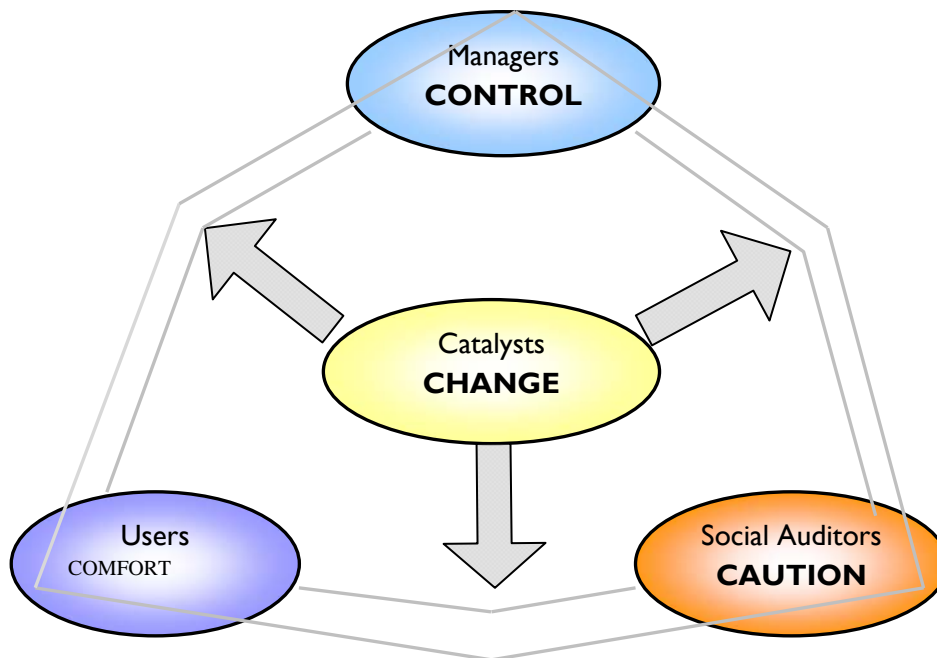 Managers
CONTROL
Catalysts
CHANGE
Users
COMFORT
Social Auditors
CAUTION